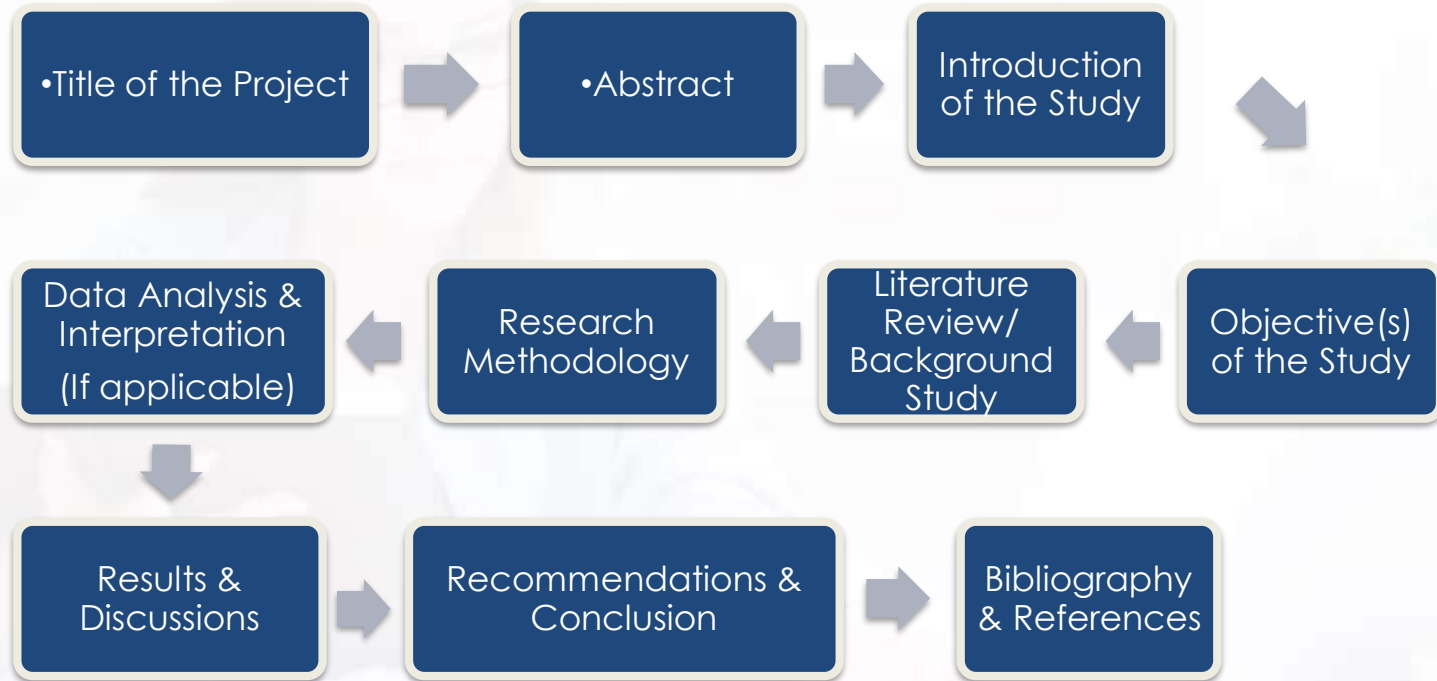 •Title of the Project
•Abstract
Introduction
of the Study
Objective(s)
of the Study
Literature
Review/
Background
Study
Research
Methodology
Data Analysis &
Interpretation
(If applicable)
Results &
Discussions
Recommendations &
Conclusion
Bibliography
& References